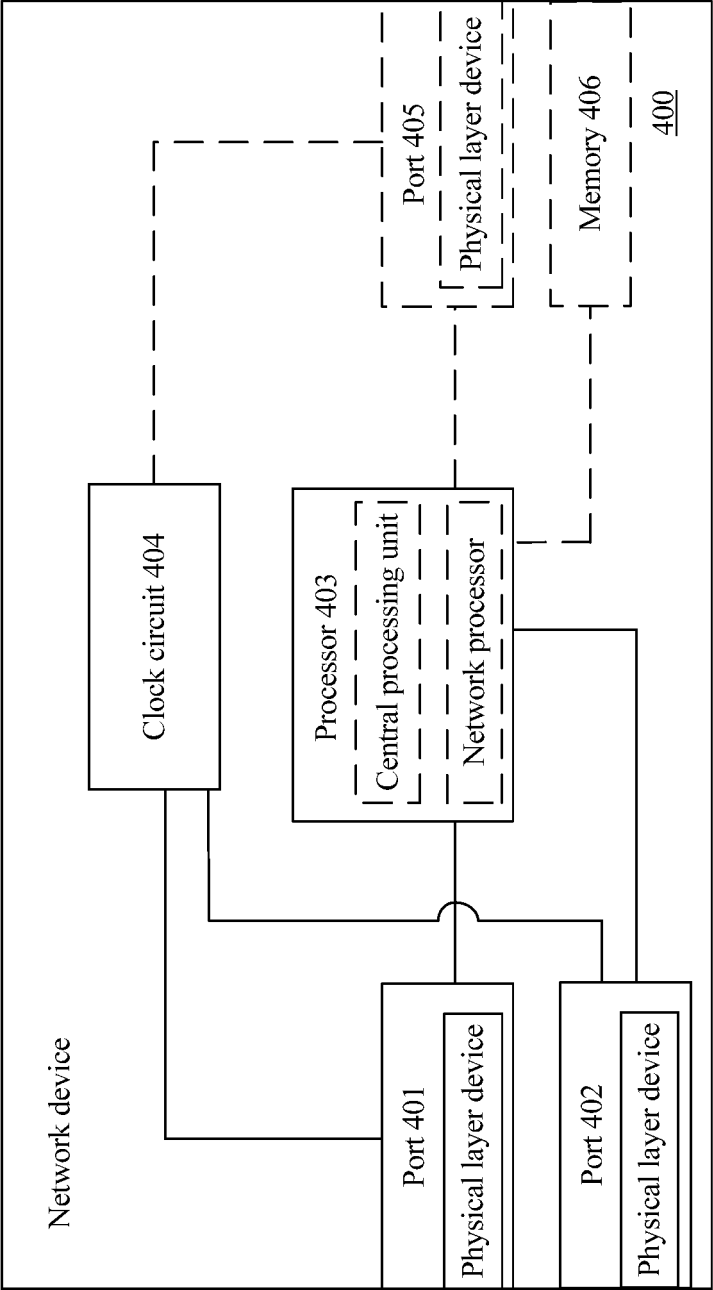 Network device
Clock circuit 404
Port 401
Physical layer device
Processor 403
Central processing unit
Network processor
Port 405
Physical layer device
Port 402
Physical layer device
Memory 406
400